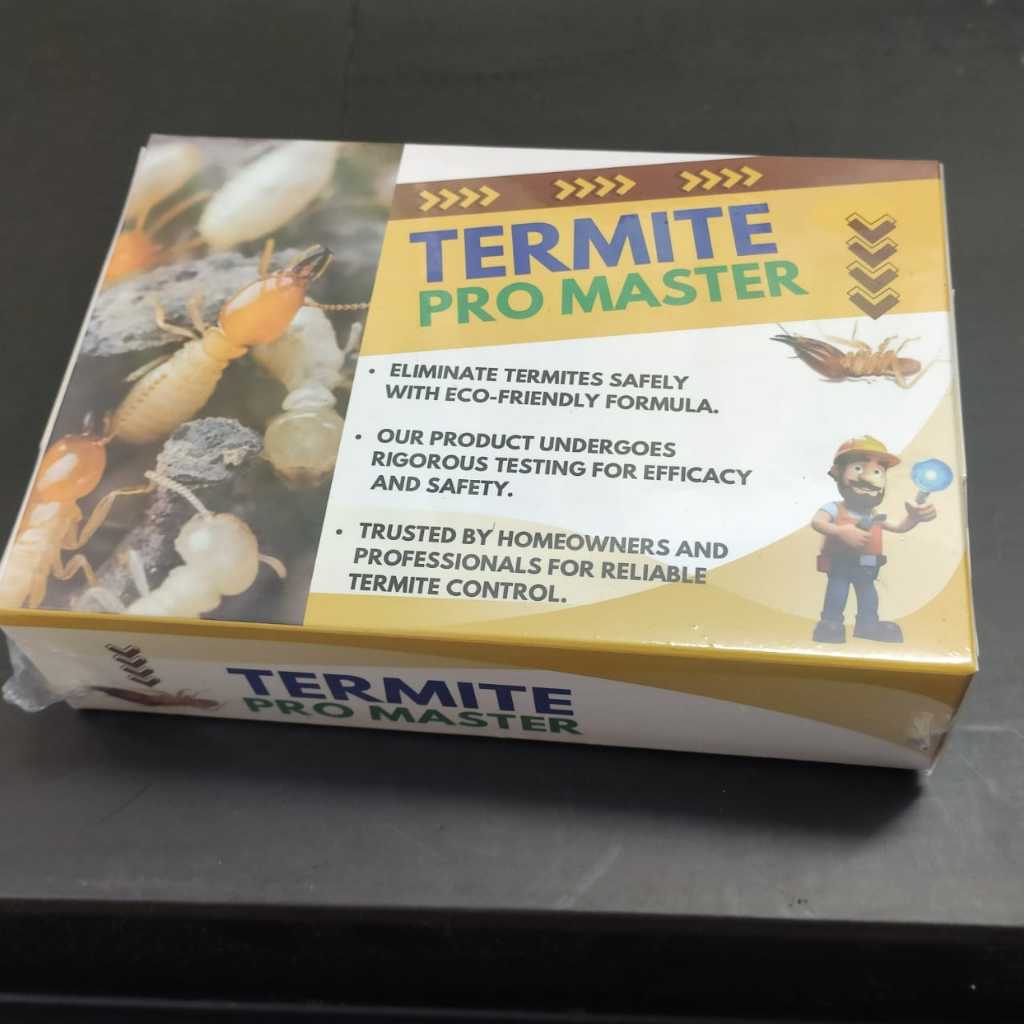 TERMITE
PRO MASTER
• ELIMINATE TERMITES SAFELY
WITH ECO-FRIENDLY FORMULA.
• OUR PRODUCT UNDERGOES
RIGOROUS TESTING FOR EFFICACY
AND SAFETY.
• TRUSTED BY HOMEOWNERS AND
PROFESSIONALS FOR RELIABLE
TERMITE CONTROL.
TERMITE
PRO MASTER